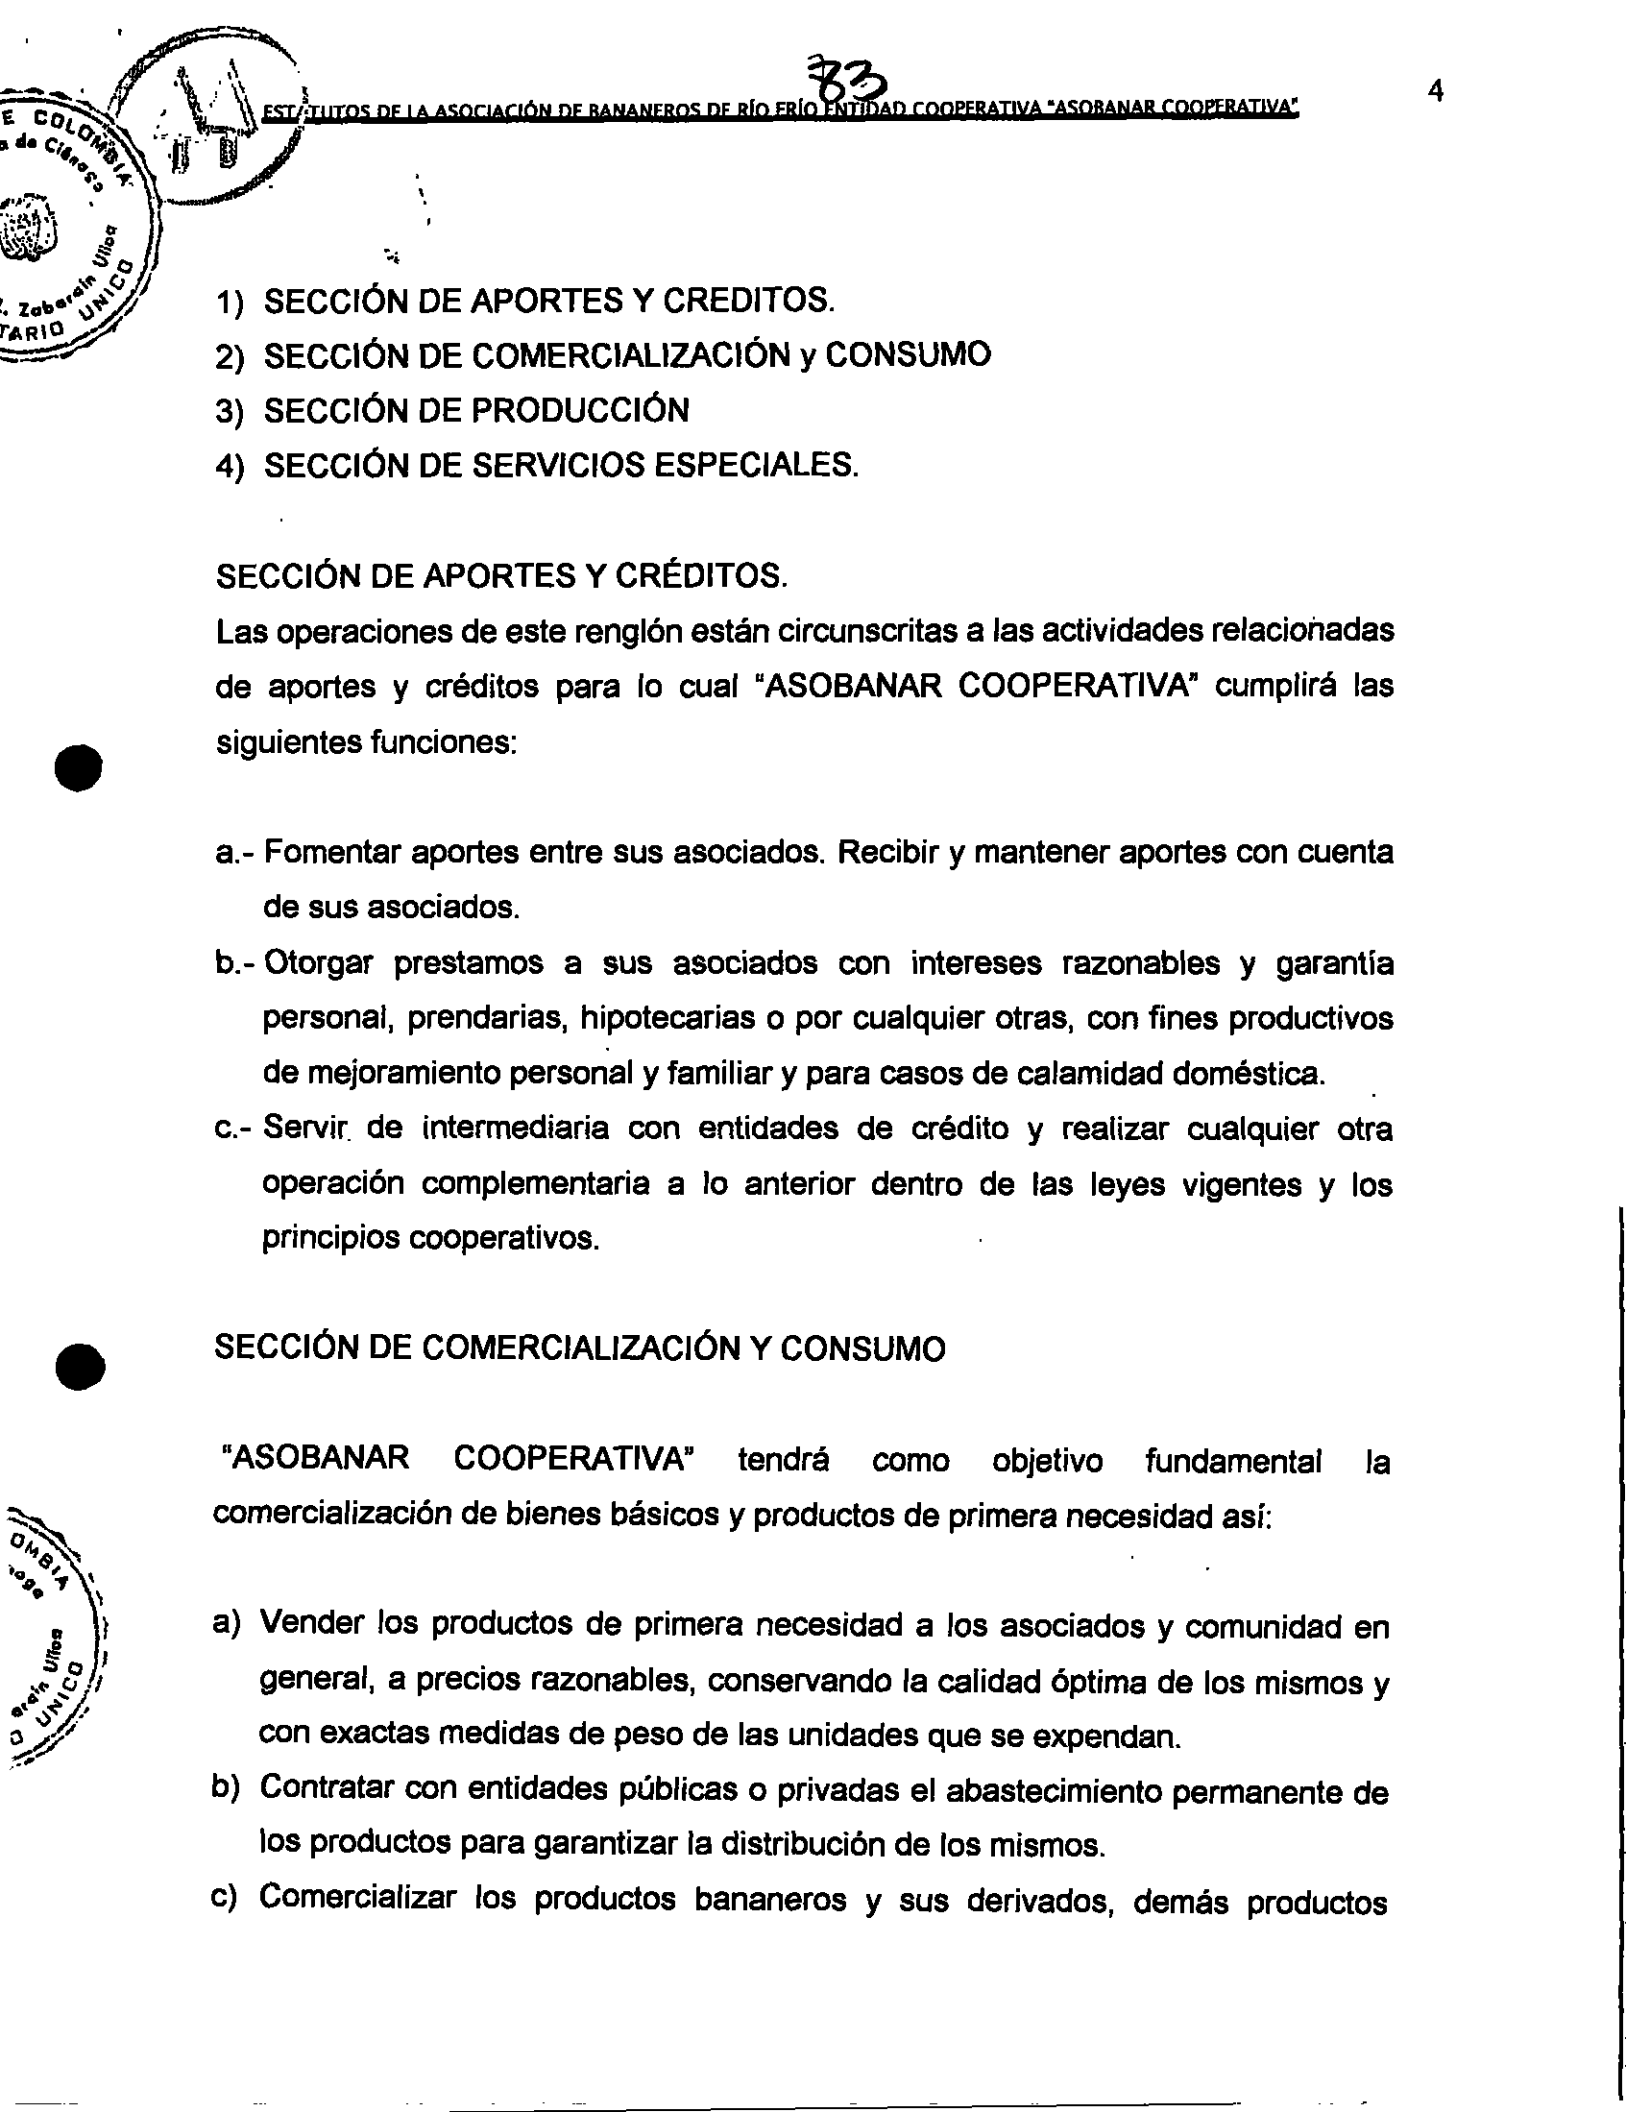 83
4
ESTATUTOS DE LA ASOCIACIÓN DE BANANEROS DE RÍO FRÍO ENTIDAD COOPERATIVA "ASOBANAR COOPERATIVA"
E COLOMBIA
a de Ciénaga
Zabarain Ulloa
TARIO UNICO
1) SECCIÓN DE APORTES Y CREDITOS.
2) SECCIÓN DE COMERCIALIZACIÓN y CONSUMO
3) SECCIÓN DE PRODUCCIÓN
4) SECCIÓN DE SERVICIOS ESPECIALES.
SECCIÓN DE APORTES Y CRÉDITOS.
Las operaciones de este renglón están circunscritas a las actividades relacionadas
de aportes y créditos para lo cual "ASOBANAR COOPERATIVA" cumplirá las
siguientes funciones:
a.- Fomentar aportes entre sus asociados. Recibir y mantener aportes con cuenta
de sus asociados.
b.- Otorgar prestamos a sus asociados con intereses razonables y garantía
personal, prendarias, hipotecarias o por cualquier otras, con fines productivos
de mejoramiento personal y familiar y para casos de calamidad doméstica.
c.- Servir de intermediaria con entidades de crédito y realizar cualquier otra
operación complementaria a lo anterior dentro de las leyes vigentes y los
principios cooperativos.
SECCIÓN DE COMERCIALIZACIÓN Y CONSUMO
"ASOBANAR COOPERATIVA" tendrá como objetivo fundamental la
comercialización de bienes básicos y productos de primera necesidad así:
OMBIA
Ulloa
UNICO
a) Vender los productos de primera necesidad a los asociados y comunidad en
general, a precios razonables, conservando la calidad óptima de los mismos y
con exactas medidas de peso de las unidades que se expendan.
b) Contratar con entidades públicas o privadas el abastecimiento permanente de
los productos para garantizar la distribución de los mismos.
c) Comercializar los productos bananeros y sus derivados, demás productos